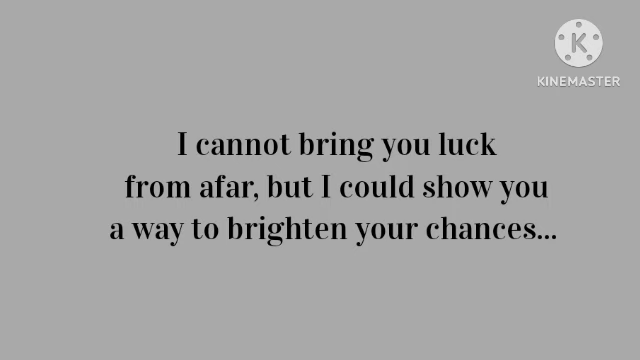 KINEMASTER
I cannot bring you luck
from afar, but I could show you
a way to brighten your chances...